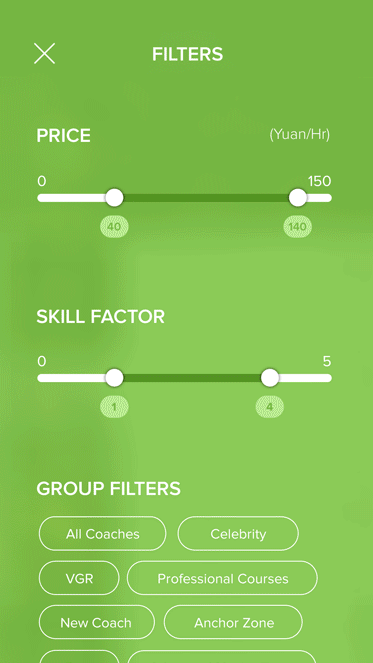 FILTERS
PRICE (Yuan/Hr)
0 150
40 140
SKILL FACTOR
0 5
1 4
GROUP FILTERS
All Coaches Celebrity
VGR Professional Courses
New Coach Anchor Zone